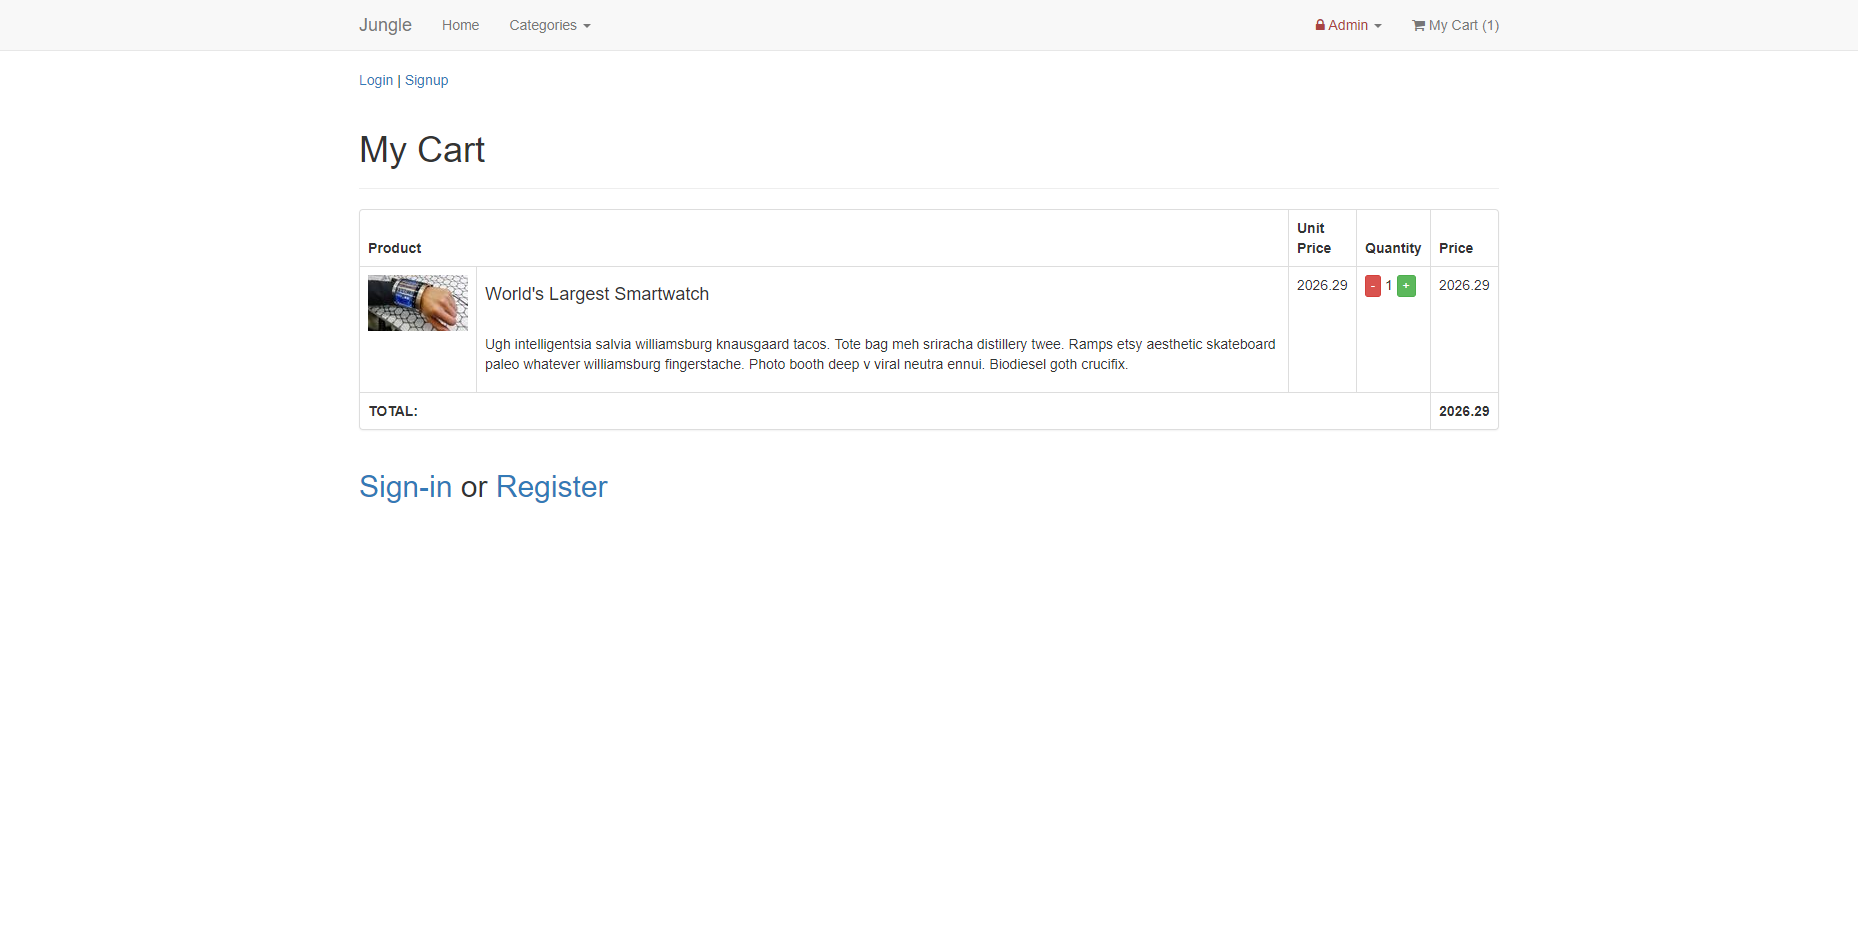 Jungle Home Categories Admin My Cart (1)
Login | Signup
My Cart
Product Unit Price Quantity Price
World's Largest Smartwatch 2026.29 - 1 + 2026.29
Ugh intelligentsia salvia williamsburg knausgaard tacos. Tote bag meh sriracha distillery twee. Ramps etsy aesthetic skateboard
paleo whatever williamsburg fingerstache. Photo booth deep v viral neutra ennui. Biodiesel goth crucifix.
TOTAL: 2026.29
Sign-in or Register